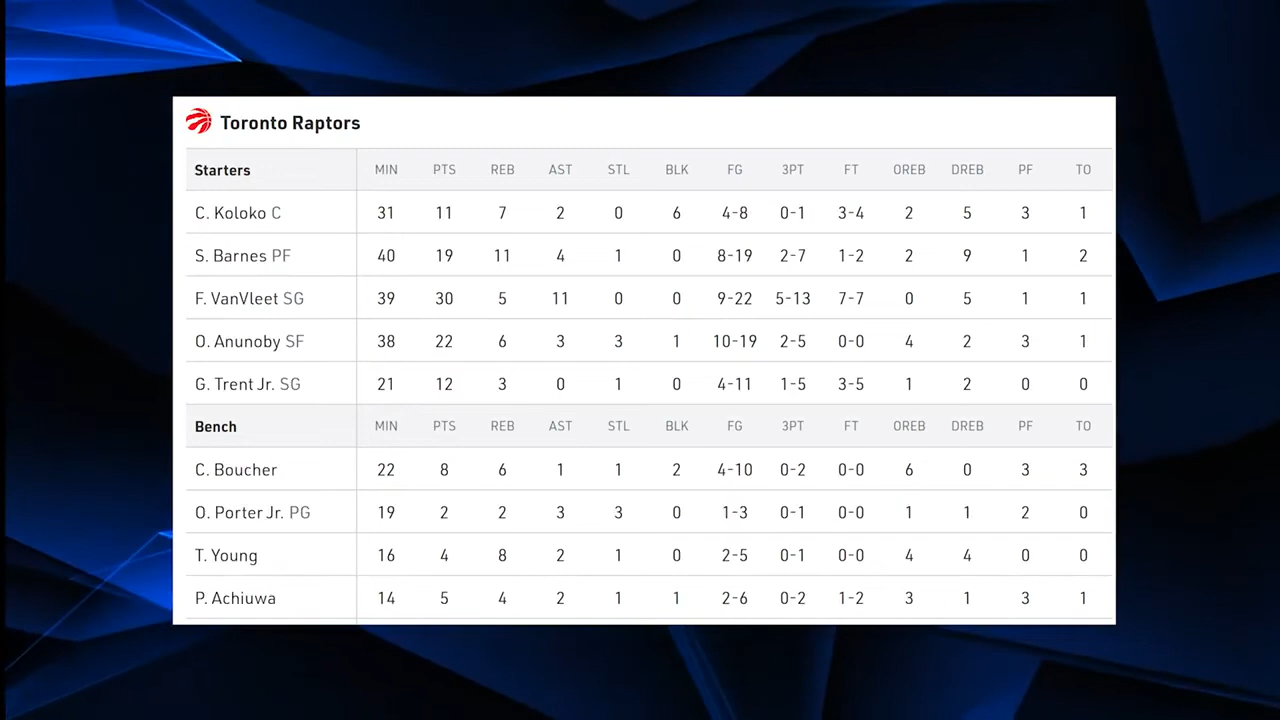 Toronto Raptors
Starters MIN PTS REB AST STL BLK FG 3PT FT OREB DREB PF TO
C. Koloko C 31 11 7 2 0 6 4-8 0-1 3-4 2 5 3 1
S. Barnes PF 40 19 11 4 1 0 8-19 2-7 1-2 2 9 1 2
F. VanVleet SG 39 30 5 11 0 0 9-22 5-13 7-7 0 5 1 1
O. Anunoby SF 38 22 6 3 3 1 10-19 2-5 0-0 4 2 3 1
G. Trent Jr. SG 21 12 3 0 1 0 4-11 1-5 3-5 1 2 0 0
Bench MIN PTS REB AST STL BLK FG 3PT FT OREB DREB PF TO
C. Boucher 22 8 6 1 1 2 4-10 0-2 0-0 6 0 3 3
O. Porter Jr. PG 19 2 2 3 3 0 1-3 0-1 0-0 1 1 2 0
T. Young 16 4 8 2 1 0 2-5 0-1 0-0 4 4 0 0
P. Achiuwa 14 5 4 2 1 1 2-6 0-2 1-2 3 1 3 1